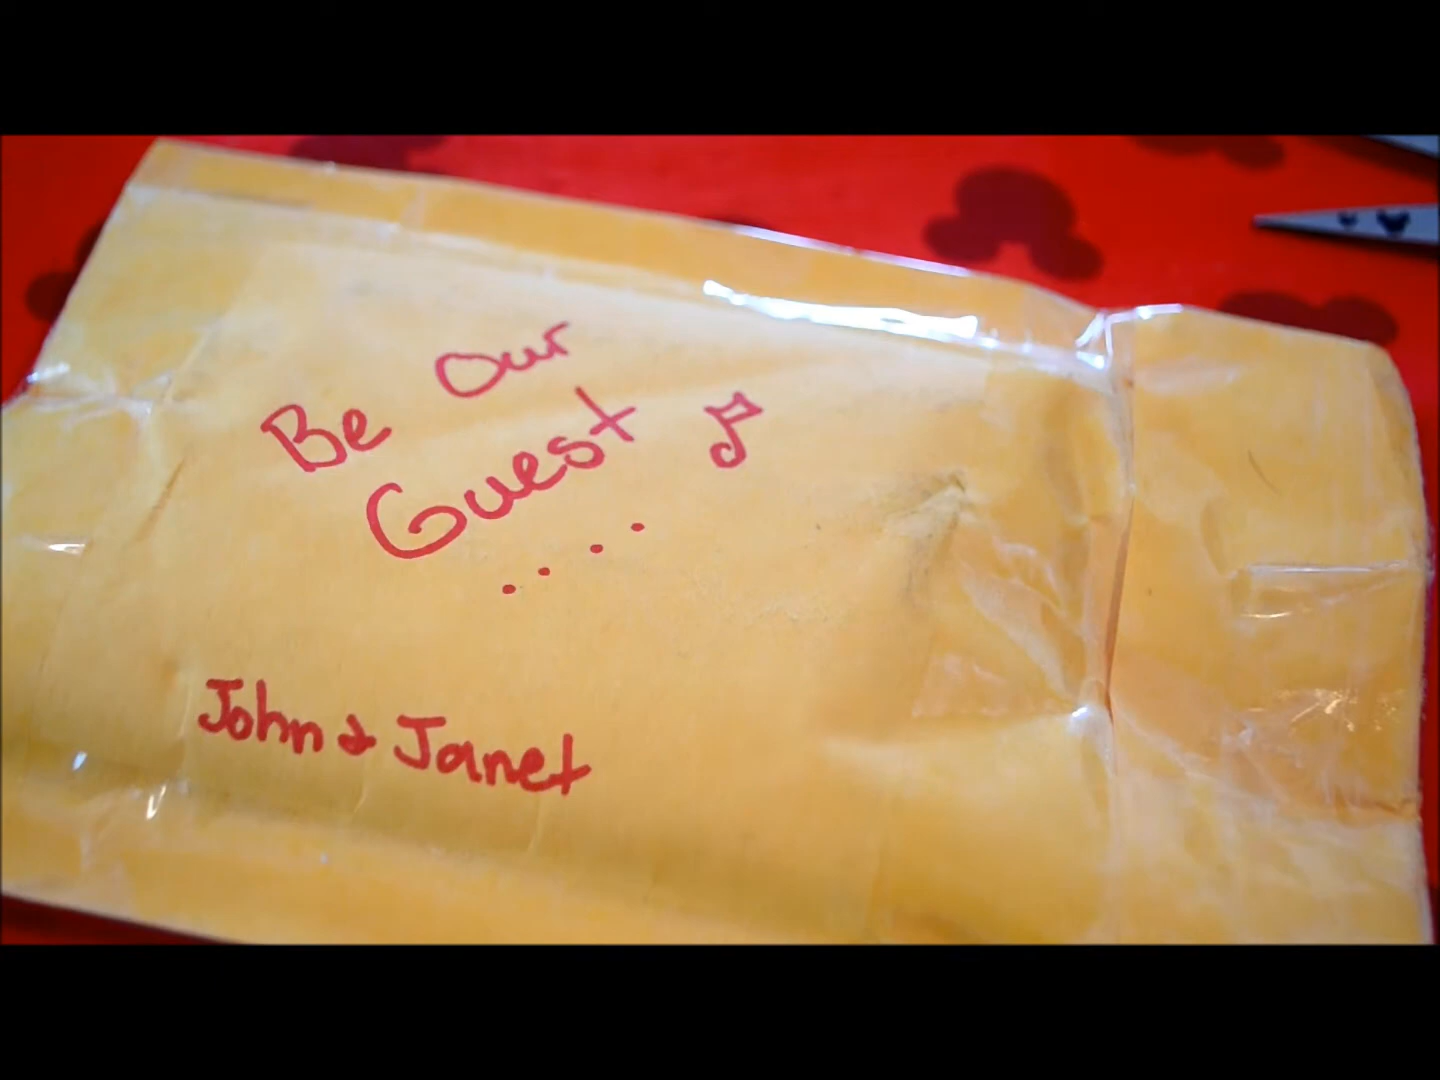 Be Our
Guest ♪
....
John & Janet